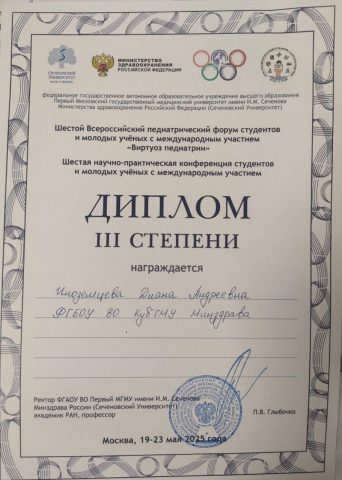 Сеченовский
Университет
МИНИСТЕРСТВО
ЗДРАВООХРАНЕНИЯ
РОССИЙСКОЙ ФЕДЕРАЦИИ
федеральное государственное автономное образовательное учреждение высшего образования
Первый Московский государственный медицинский университет имени И.М. Сеченова
Министерства здравоохранения Российской Федерации (Сеченовский Университет)
Шестой Всероссийский педиатрический форум студентов
и молодых учёных с международным участием
«Виртуоз педиатрии»
Шестая научно-практическая конференция студентов
и молодых учёных с международным участием
ДИПЛОМ
III СТЕПЕНИ
награждается
Иноземцева Диана Андреевна
ФГБОУ ВО КубГМУ Минздрава
Ректор ФГАОУ ВО Первый МГМУ имени И.М. Сеченова
Минздрава России (Сеченовский Университет)
академик РАН, профессор
П.В. Глыбочко
Москва, 19-23 мая 2025 года